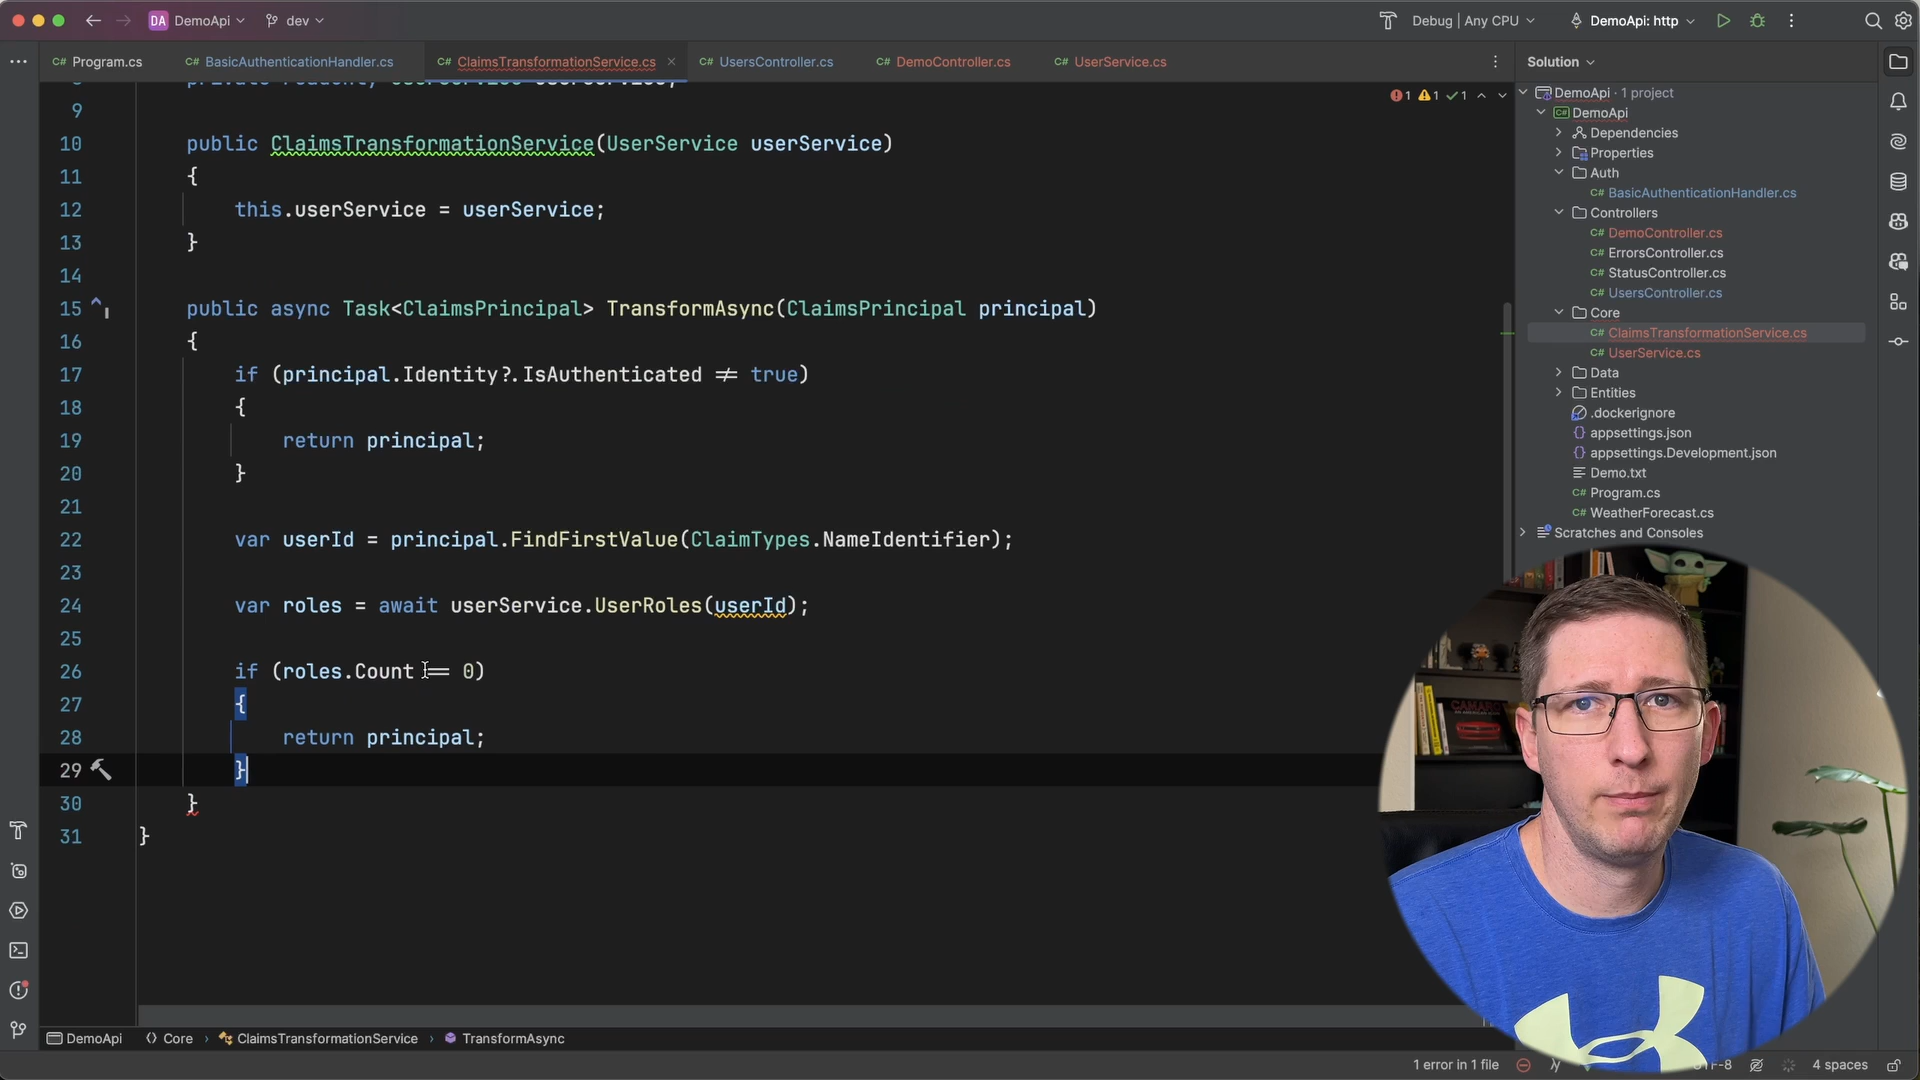 DA DemoApi dev Debug | Any CPU DemoApi: http
C# Program.cs C# BasicAuthenticationHandler.cs C# ClaimsTransformationService.cs C# UsersController.cs C# DemoController.cs C# UserService.cs
1 1 1
9
10 public ClaimsTransformationService(UserService userService)
11 {
12 this.userService = userService;
13 }
14
15 public async Task<ClaimsPrincipal> TransformAsync(ClaimsPrincipal principal)
16 {
17 if (principal.Identity?.IsAuthenticated ≠ true)
18 {
19 return principal;
20 }
21
22 var userId = principal.FindFirstValue(ClaimTypes.NameIdentifier);
23
24 var roles = await userService.UserRoles(userId);
25
26 if (roles.Count == 0)
27 {
28 return principal;
29 }
30 }
31 }
Solution
DemoApi · 1 project
C# DemoApi
Dependencies
Properties
Auth
C# BasicAuthenticationHandler.cs
Controllers
C# DemoController.cs
C# ErrorsController.cs
C# StatusController.cs
C# UsersController.cs
Core
C# ClaimsTransformationService.cs
C# UserService.cs
Data
Entities
.dockerignore
{} appsettings.json
{} appsettings.Development.json
Demo.txt
C# Program.cs
C# WeatherForecast.cs
Scratches and Consoles
CAMARO
DemoApi Core › ClaimsTransformationService › TransformAsync
1 error in 1 file 4 spaces